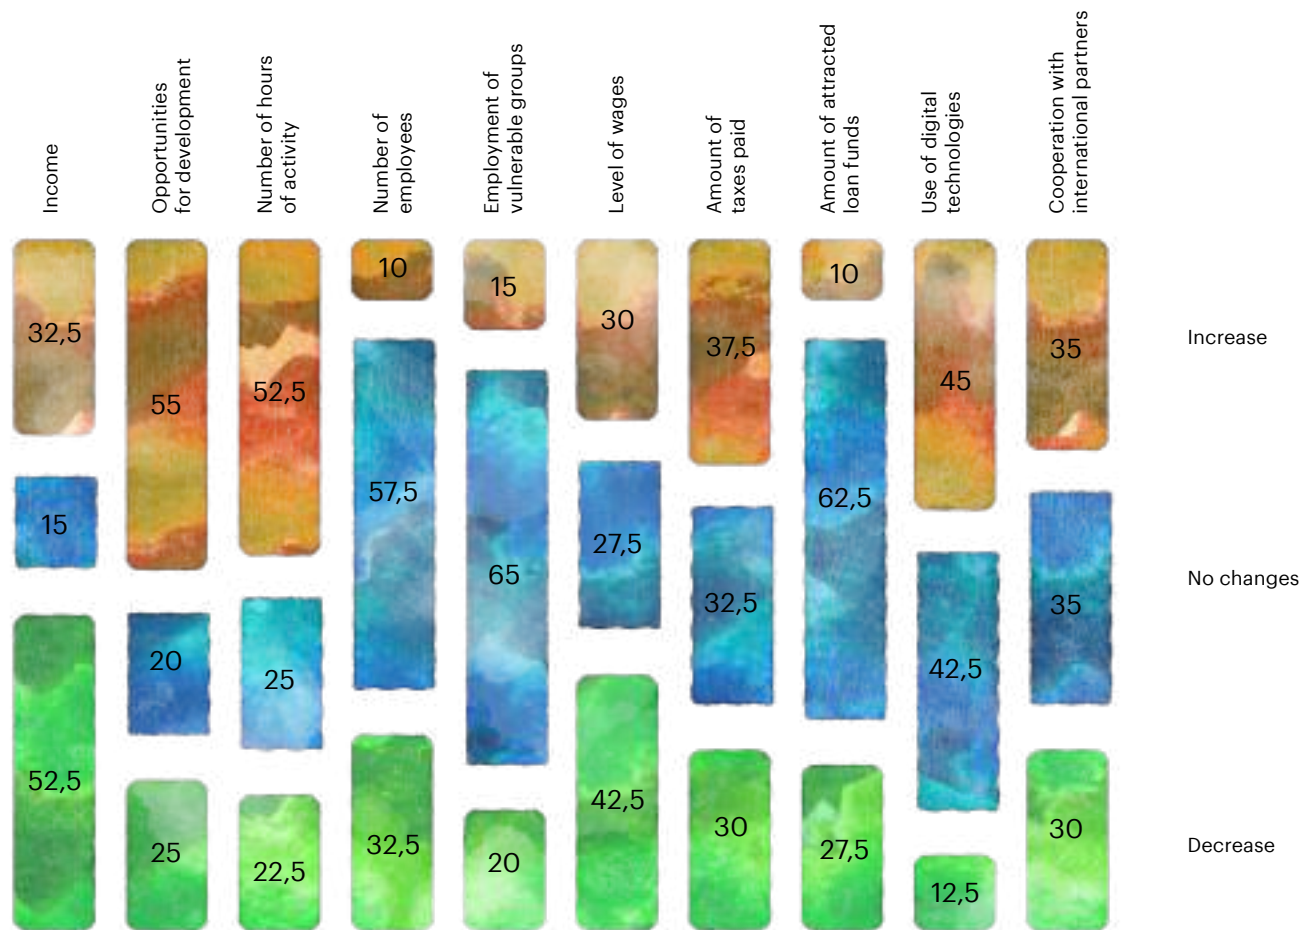 Income
Opportunities
for development
Number of hours
of activity
Number of
employees
Employment of
vulnerable groups
Level of wages
Amount of
taxes paid
Amount of attracted
loan funds
Use of digital
technologies
Cooperation with
international partners
32,5
55
52,5
10
15
30
37,5
10
45
35
Increase
15
20
25
57,5
65
27,5
32,5
62,5
42,5
35
No changes
52,5
25
22,5
32,5
20
42,5
30
27,5
12,5
30
Decrease